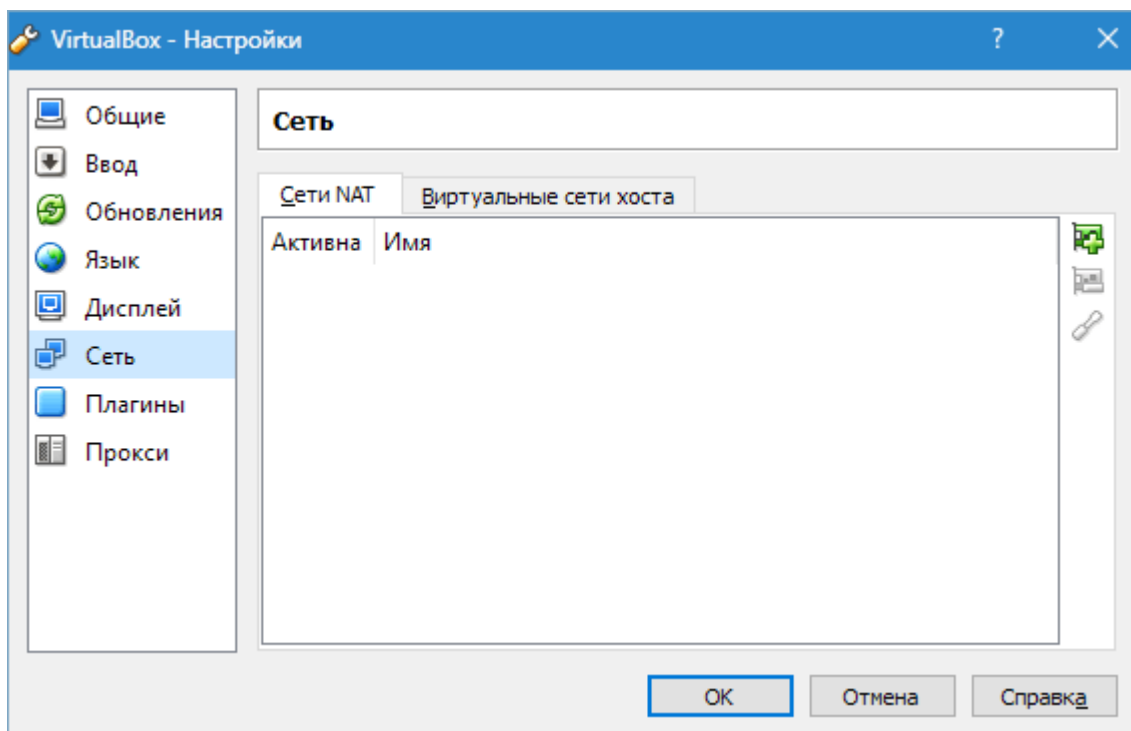 VirtualBox - Настройки ?
Общие
Ввод
Обновления
Язык
Дисплей
Сеть
Плагины
Прокси
Сеть
Сети NAT Виртуальные сети хоста
Активна Имя
OK Отмена Справка